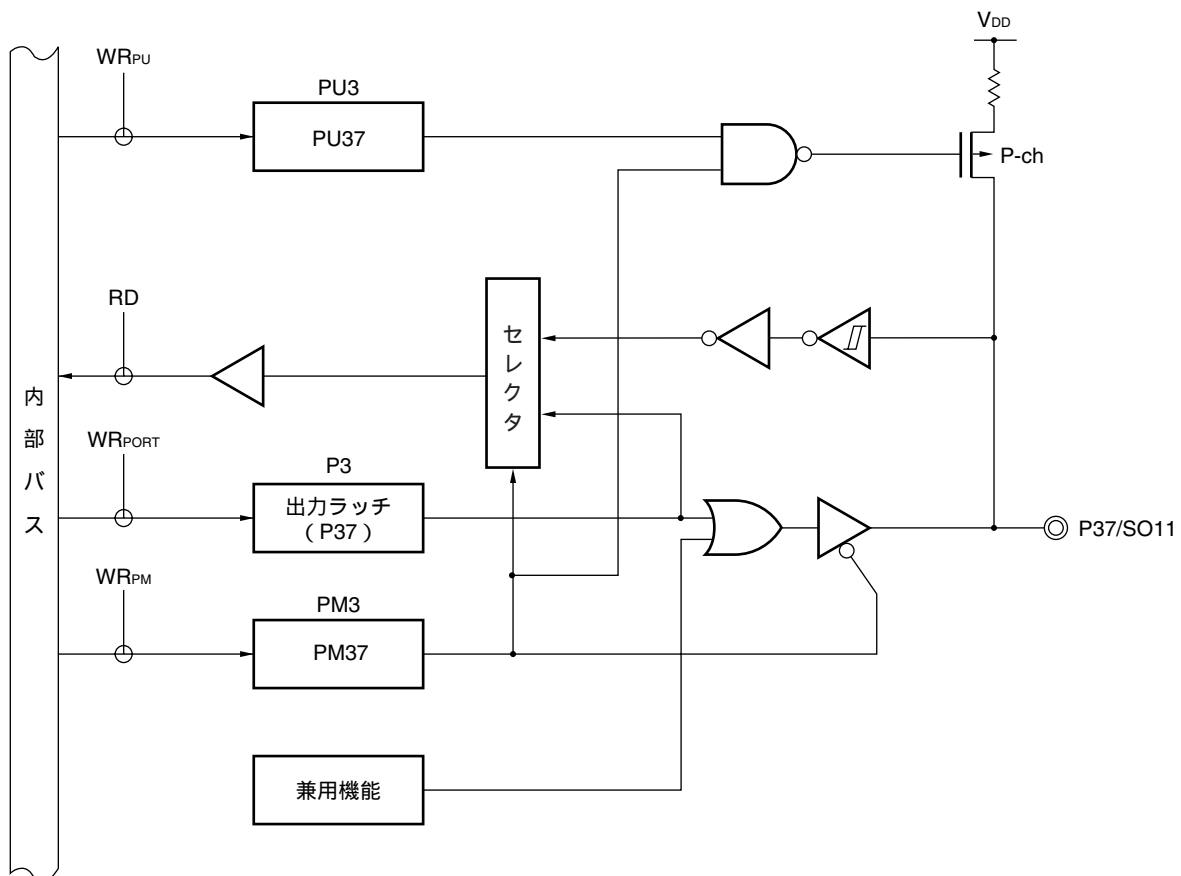 VDD
WRPU
PU3
PU37
P-ch
RD
セレクタ
内部バス
WRPORT
P3
出力ラッチ
（P37）
P37/SO11
WRPM
PM3
PM37
兼用機能